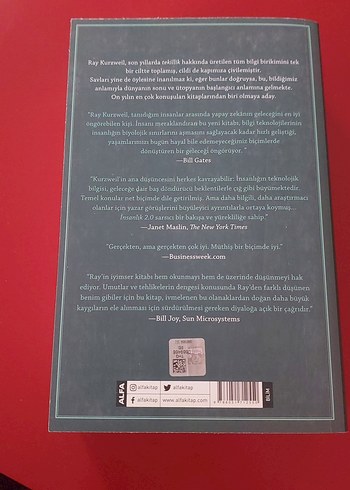 Ray Kurzweil, son yıllarda tekillik hakkında üretilen tüm bilgi birikimini tek
bir ciltte toplamış, cildi de kapınıza çivilemiştir.
Savları yine de öylesine inanılmaz ki, eğer bunlar doğruysa, bu, bildiğimiz
anlamıyla dünyanın sonu ve ütopyanın başlangıcı anlamına gelmekte.
On yılın en çok konuşulan kitaplarından biri olmaya aday.
"Ray Kurzweil, tanıdığım insanlar arasında yapay zekânın geleceğini en iyi
öngörebilen kişi. İnsanı meraklandıran bu yeni kitabı, bilgi teknolojilerinin
insanlığın biyolojik sınırlarını aşmasını sağlayacak kadar hızlı geliştiği,
yaşamlarımızın bugün hayal bile edemeyeceğimiz biçimlerde
dönüştüren bir geleceği öngörüyor."
—Bill Gates
"Kurzweil'ın ana düşüncesini herkes kavrayabilir: İnsanlığın teknolojik
bilgisi, geleceğe dair baş döndürücü beklentilerle çığ gibi büyümektedir.
Temel konular net biçimde dile getirilmiş. Ama daha bilgili, daha araştırmacı
olanlar için yazar görüşlerini büyüleyici ayrıntılarla ortaya koymuş...
İnsanlık 2.0 sarsıcı bir bakışa ve yürekliliğe sahip."
—Janet Maslin, The New York Times
"Gerçekten, ama gerçekten çok iyi. Müthiş bir biçimde iyi."
—Businessweek.com
"Ray'in iyimser kitabı hem okunmayı hem de üzerinde düşünmeyi hak
ediyor. Umutlar ve tehlikelerin dengesi konusunda Ray'den farklı düşünen
benim gibiler için bu kitap, ivmelenen bu olanaklardan doğan daha büyük
kaygıların ele alınması için sürdürülmesi gereken diyaloğa açık bir çağrıdır."
—Bill Joy, Sun Microsystems
ALFA
alfakitap
alfakitap
alfakitap
www.alfakitap.com
BİLİM